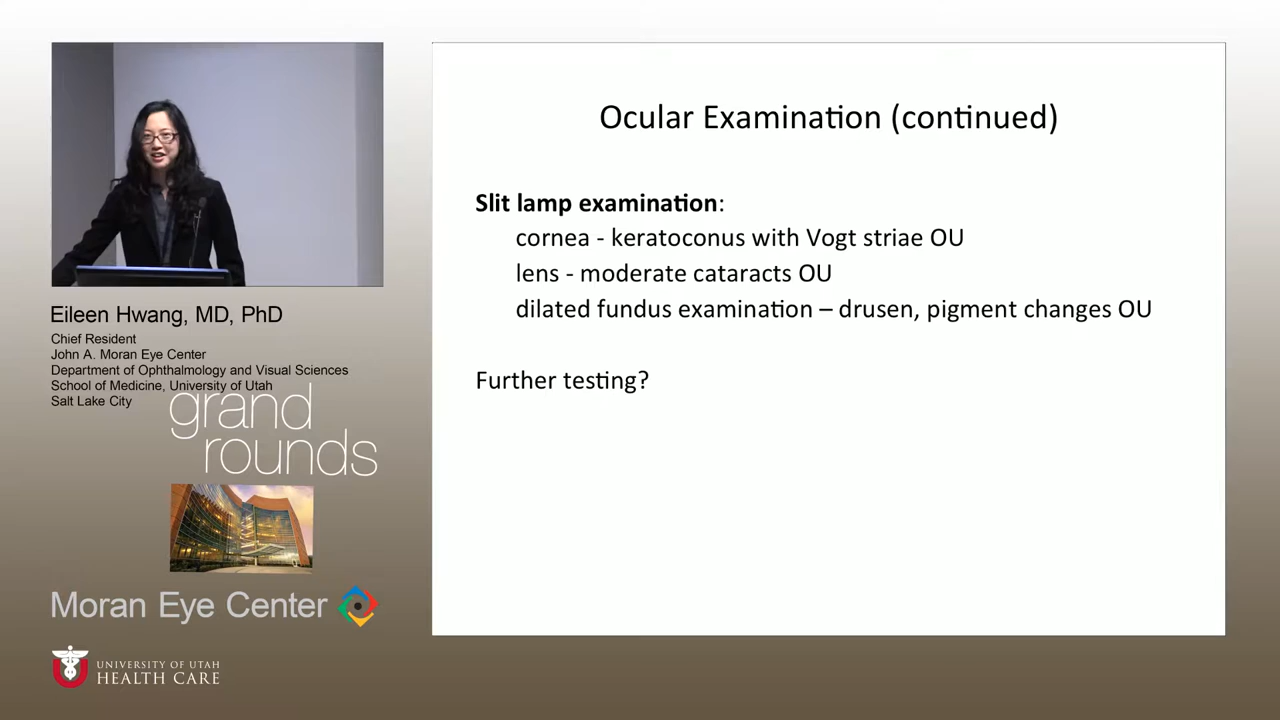 Ocular Examination (continued)
Slit lamp examination:
cornea - keratoconus with Vogt striae OU
lens - moderate cataracts OU
dilated fundus examination – drusen, pigment changes OU
Further testing?
Eileen Hwang, MD, PhD
Chief Resident
John A. Moran Eye Center
Department of Ophthalmology and Visual Sciences
School of Medicine, University of Utah
Salt Lake City
grand
rounds
Moran Eye Center
UNIVERSITY OF UTAH
HEALTH CARE